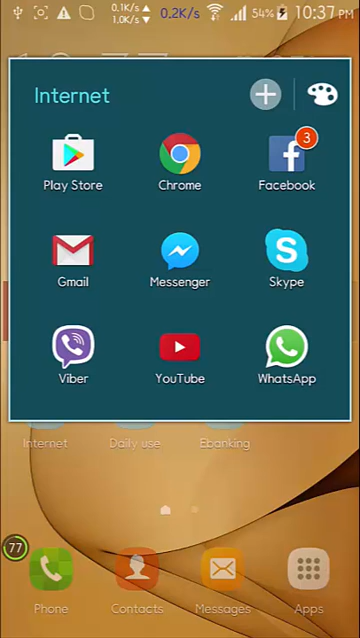 0.1K/s
1.0K/s
0.2K/s
54%
10:37 PM
Internet
3
Play Store
Chrome
Facebook
Gmail
Messenger
Skype
Viber
YouTube
WhatsApp
Internet
Daily use
Ebanking
77
Phone
Contacts
Messages
Apps